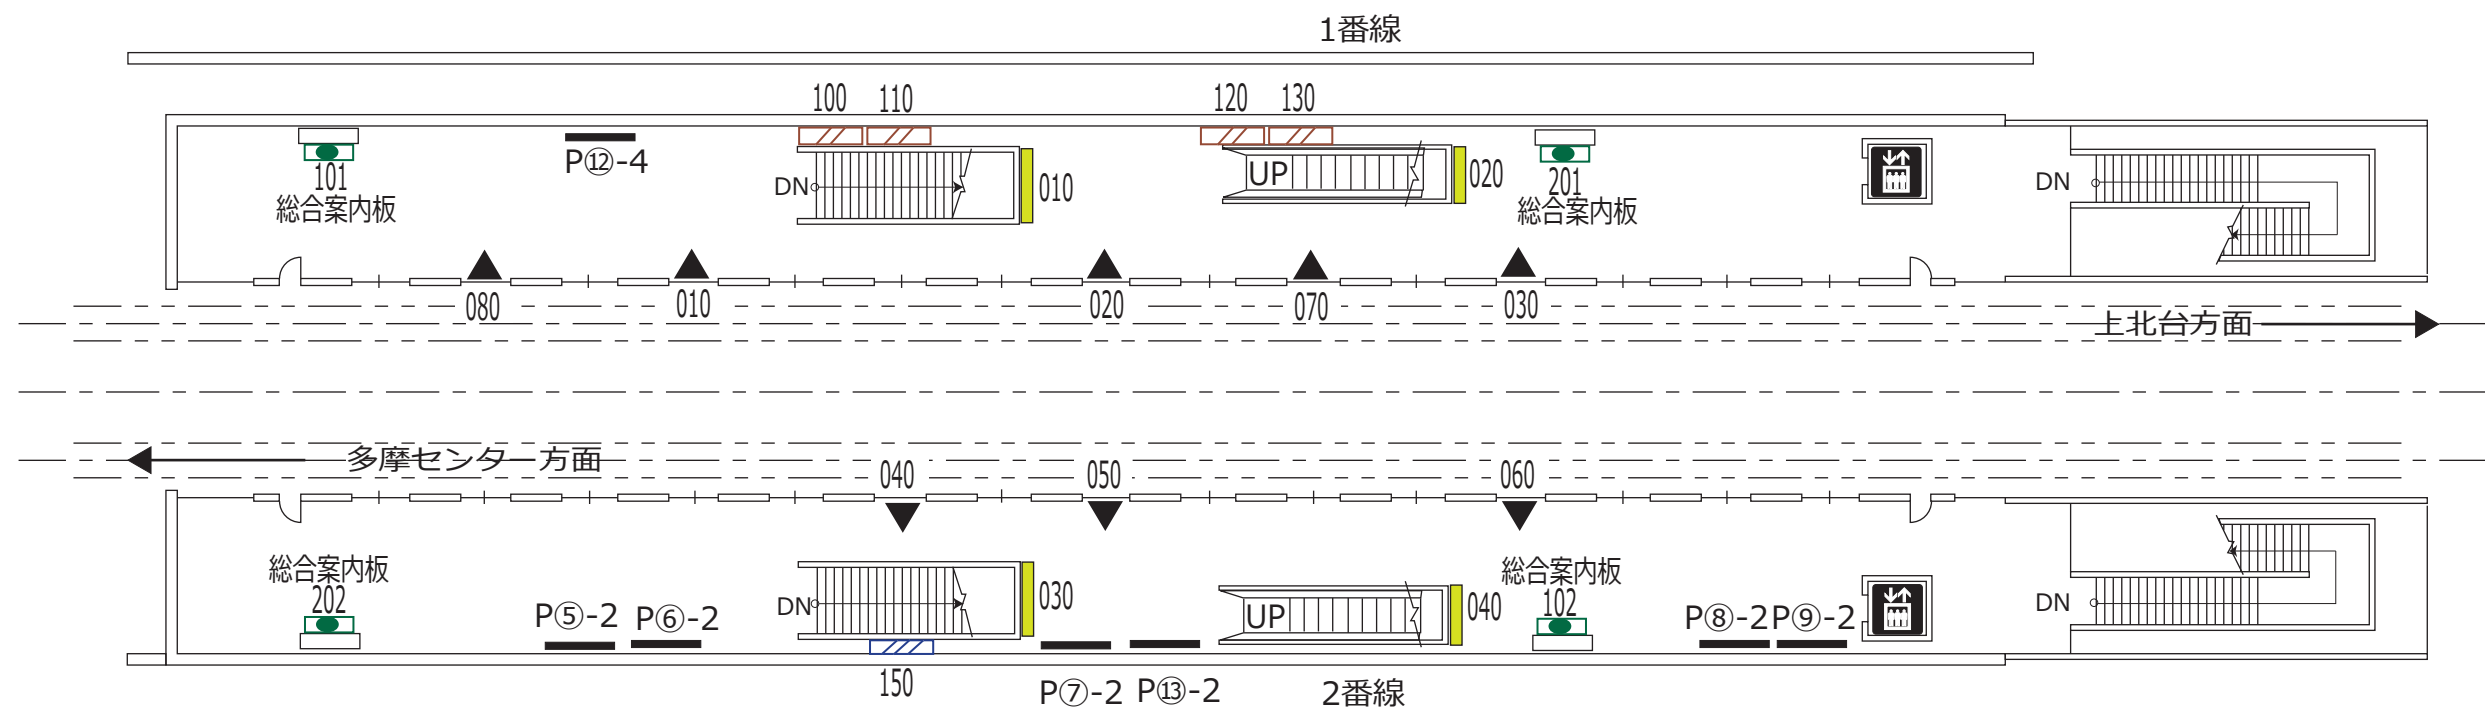 1番線
100 110 120 130
P⑫-4
DN 010 UP 020 DN
101
総合案内板
201
総合案内板
080 010 020 070 030
上北台方面
多摩センター方面
040 050 060
総合案内板
202
総合案内板
102
P⑤-2 P⑥-2
DN 030 UP 040 DN
P⑧-2 P⑨-2
150
P⑦-2 P⑬-2
2番線